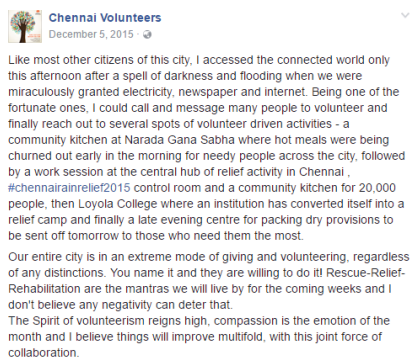 Chennai Volunteers
December 5, 2015 ·
Like most other citizens of this city, I accessed the connected world only
this afternoon after a spell of darkness and flooding when we were
miraculously granted electricity, newspaper and internet. Being one of the
fortunate ones, I could call and message many people to volunteer and
finally reach out to several spots of volunteer driven activities - a
community kitchen at Narada Gana Sabha where hot meals were being
churned out early in the morning for needy people across the city, followed
by a work session at the central hub of relief activity in Chennai ,
#chennairainrelief2015 control room and a community kitchen for 20,000
people, then Loyola College where an institution has converted itself into a
relief camp and finally a late evening centre for packing dry provisions to
be sent off tomorrow to those who need them the most.
Our entire city is in an extreme mode of giving and volunteering, regardless
of any distinctions. You name it and they are willing to do it! Rescue-Relief-
Rehabilitation are the mantras we will live by for the coming weeks and I
don't believe any negativity can deter that.
The Spirit of volunteerism reigns high, compassion is the emotion of the
month and I believe things will improve multifold, with this joint force of
collaboration.